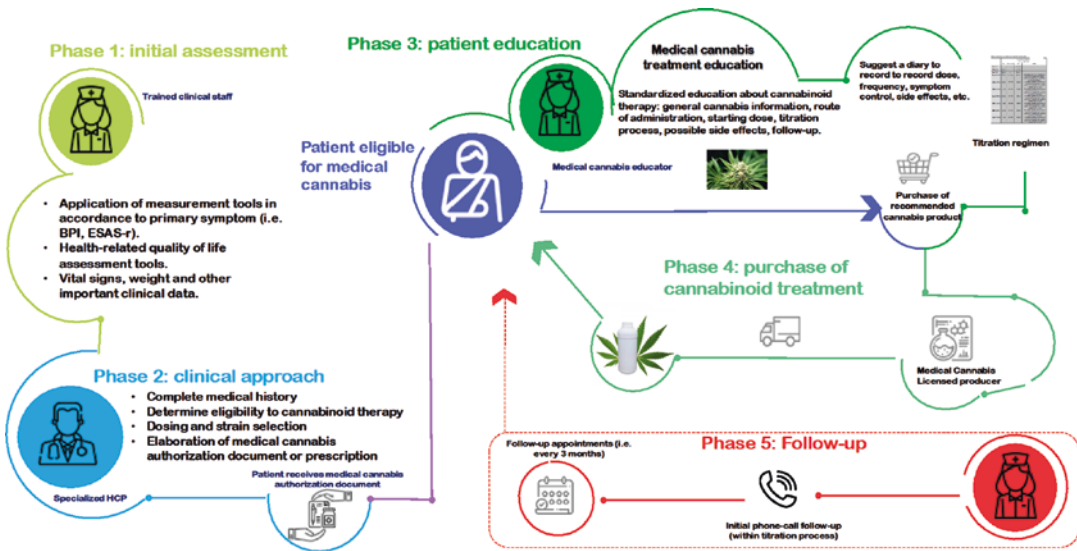 Phase 1: initial assessment
Trained clinical staff
• Application of measurement tools in
accordance to primary symptom (i.e.
BPI, ESAS-r).
• Health-related quality of life
assessment tools.
• Vital signs, weight and other
important clinical data.
Phase 2: clinical approach
• Complete medical history
• Determine eligibility to cannabinoid therapy
• Dosing and strain selection
• Elaboration of medical cannabis
authorization document or prescription
Specialized HCP
Patient receives medical cannabis
authorization document
Patient eligible
for medical
cannabis
Phase 3: patient education
Medical cannabis
treatment education
Standardized education about cannabinoid
therapy: general cannabis information, route
of administration, starting dose, titration
process, possible side effects, follow-up.
Medical cannabis educator
Suggest a diary to
record to record dose,
frequency, symptom
control, side effects, etc.
Titration regimen
Purchase of
recommended
cannabis product
Phase 4: purchase of
cannabinoid treatment
Medical Cannabis
Licensed producer
Phase 5: Follow-up
Follow-up appointments (i.e.
every 3 months)
Initial phone-call follow-up
(within titration process)